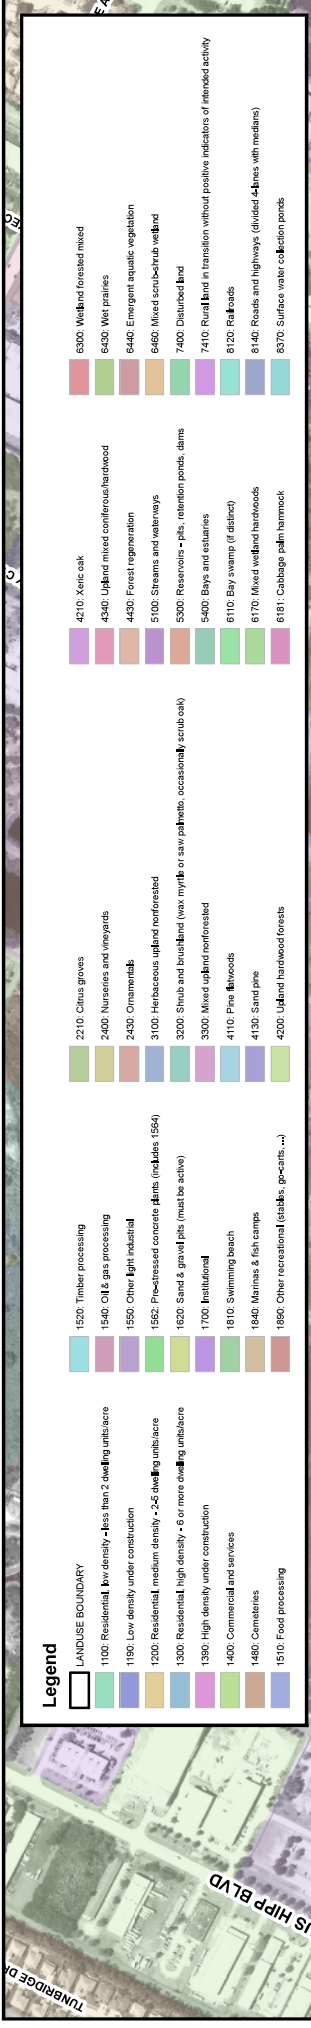 Legend
LANDUSE BOUNDARY
1100: Residential, low density - less than 2 dwelling units/acre
1190: Low density under construction
1200: Residential, medium density - 2-5 dwelling units/acre
1300: Residential, high density - 6 or more dwelling units/acre
1390: High density under construction
1400: Commercial and services
1480: Cemeteries
1510: Food processing
1520: Timber processing
1540: Oil & gas processing
1550: Other light industrial
1562: Pre-stressed concrete plants (includes 1564)
1620: Sand & gravel pits (must be active)
1700: Institutional
1810: Swimming beach
1840: Marinas & fish camps
1890: Other recreational (stables, go-carts, ...)
2210: Citrus groves
2400: Nurseries and vineyards
2430: Ornamentals
3100: Herbaceous upland nonforested
3200: Shrub and brushland (wax myrtle or saw palmetto, occasionally scrub oak)
3300: Mixed upland nonforested
4110: Pine flatwoods
4130: Sand pine
4200: Upland hardwood forests
4210: Xeric oak
4340: Upland mixed coniferous/hardwood
4430: Forest regeneration
5100: Streams and waterways
5300: Reservoirs - pits, retention ponds, dams
5400: Bays and estuaries
6110: Bay swamp (if distinct)
6170: Mixed wetland hardwoods
6181: Cabbage palm hammock
6300: Wetland forested mixed
6430: Wet prairies
6440: Emergent aquatic vegetation
6460: Mixed scrub-shrub wetland
7400: Disturbed land
7410: Rural land in transition without positive indicators of intended activity
8120: Railroads
8140: Roads and highways (divided 4-lanes with medians)
8370: Surface water collection ponds
TUNBRIDGE DR
US HIPP BLVD